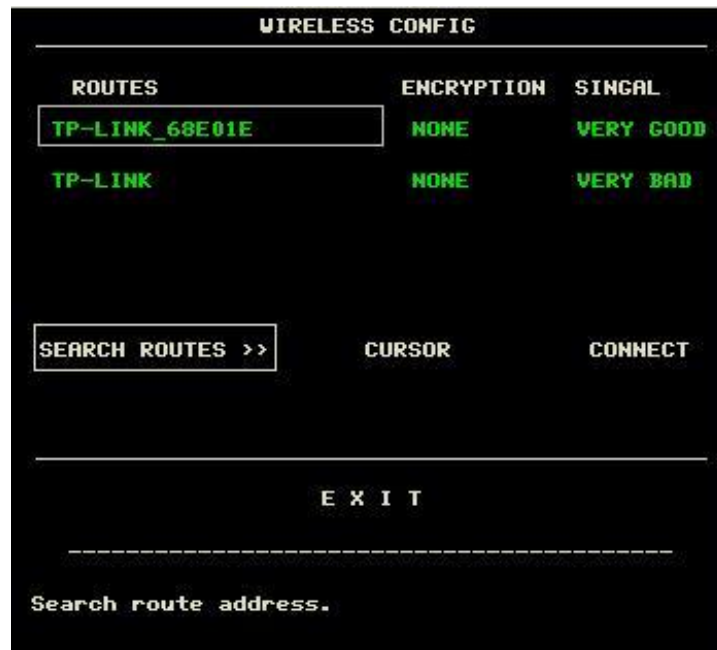 WIRELESS CONFIG
ROUTES ENCRYPTION SINGAL
TP-LINK_68E01E NONE VERY GOOD
TP-LINK NONE VERY BAD
SEARCH ROUTES >> CURSOR CONNECT
E X I T
Search route address.